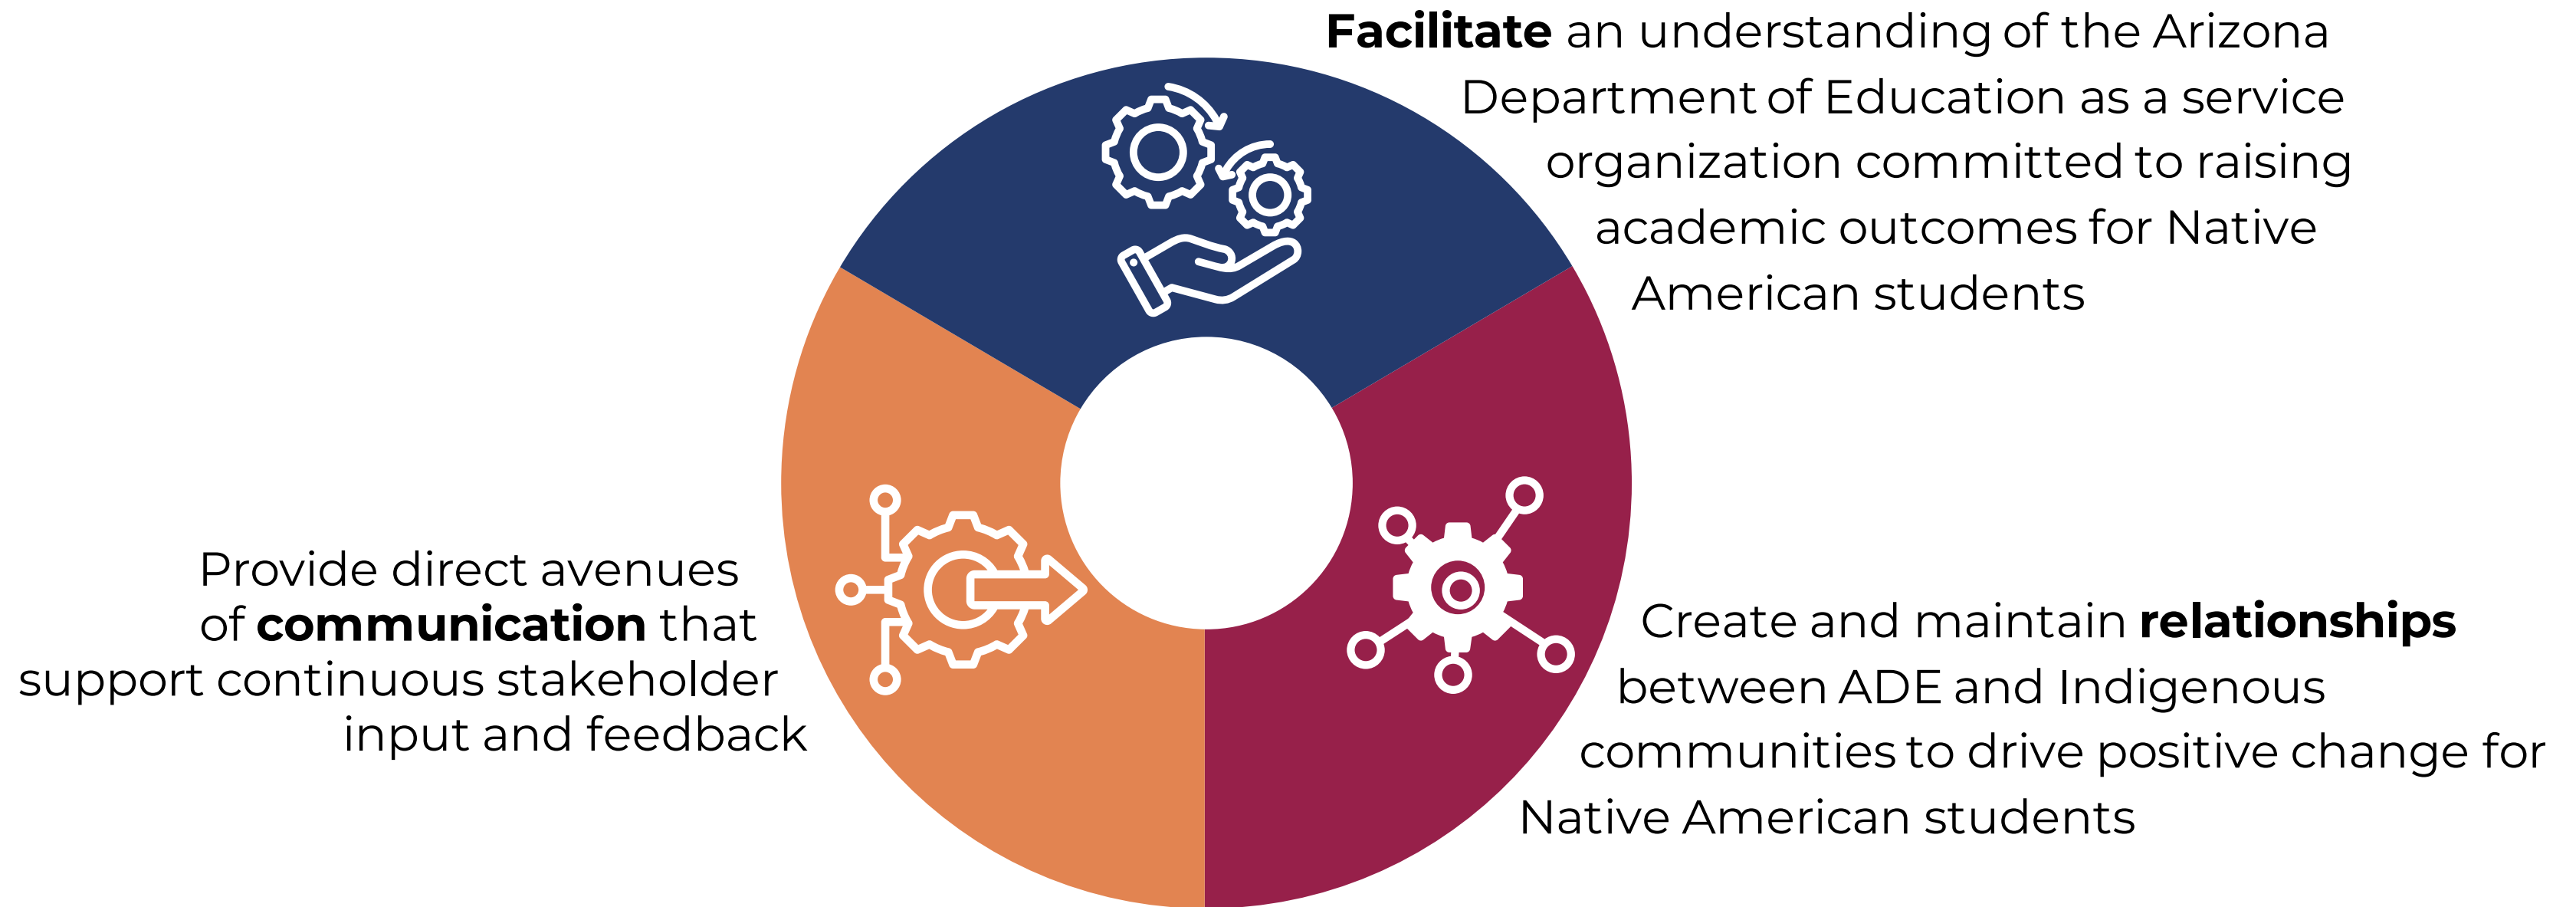 Facilitate an understanding of the Arizona
Department of Education as a service
organization committed to raising
academic outcomes for Native
American students
Provide direct avenues
of communication that
support continuous stakeholder
input and feedback
Create and maintain relationships
between ADE and Indigenous
communities to drive positive change for
Native American students